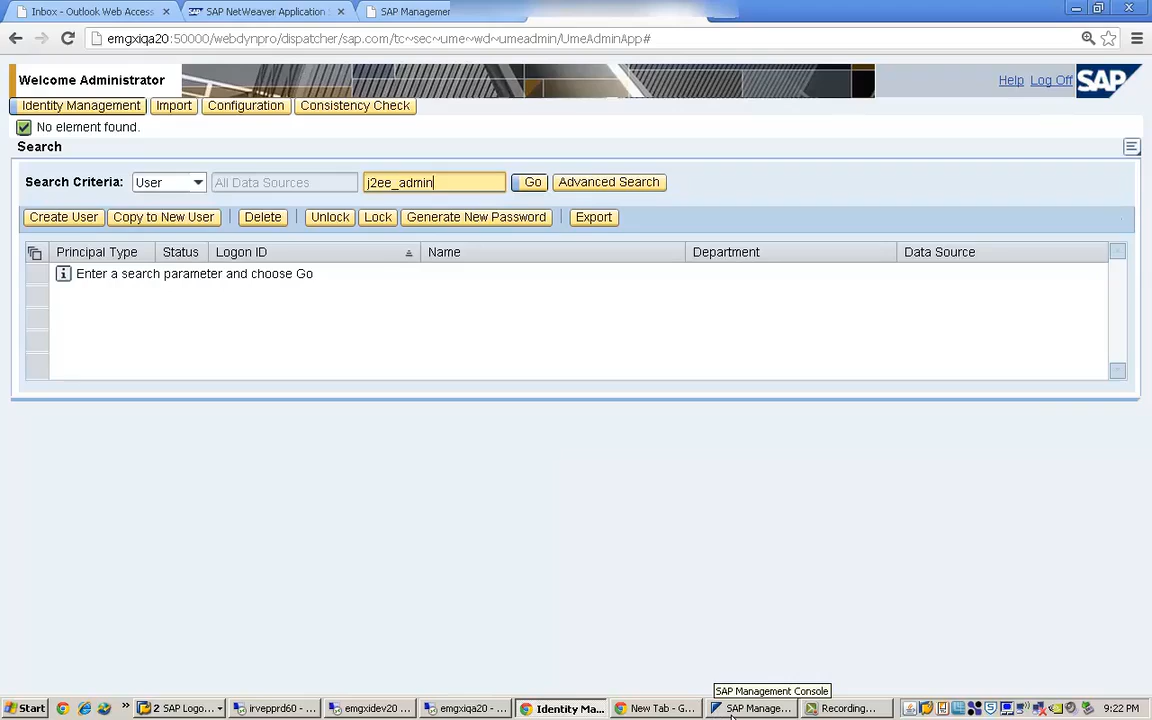 Inbox - Outlook Web Access ×
SAP NetWeaver Application ×
SAP Managemer
emgxiqa20:50000/webdynpro/dispatcher/sap.com/tc~sec~ume~wd~umeadmin/UmeAdminApp#
Welcome Administrator
Help Log Off SAP
Identity Management Import Configuration Consistency Check
No element found.
Search
Search Criteria: User All Data Sources j2ee_admin Go Advanced Search
Create User Copy to New User Delete Unlock Lock Generate New Password Export
Principal Type Status Logon ID Name Department Data Source
Enter a search parameter and choose Go
SAP Management Console
Start » 2 SAP Logo... irvepprd60 - ... emgxidev20 ... emgxiqa20 - ... Identity Ma... New Tab - G... SAP Manage... Recording... 9:22 PM